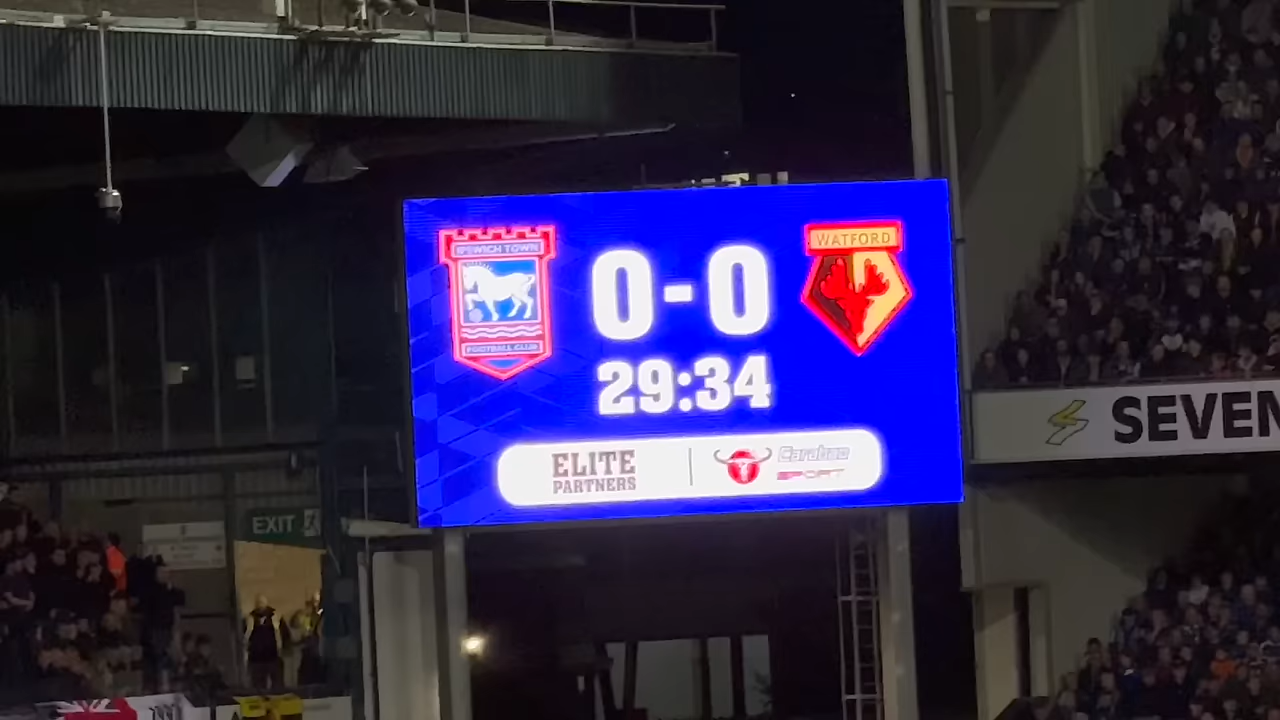 IPSWICH TOWN
FOOTBALL CLUB
0-0
WATFORD
29:34
ELITE
PARTNERS
Carabao
SPORT
SEVEN
EXIT